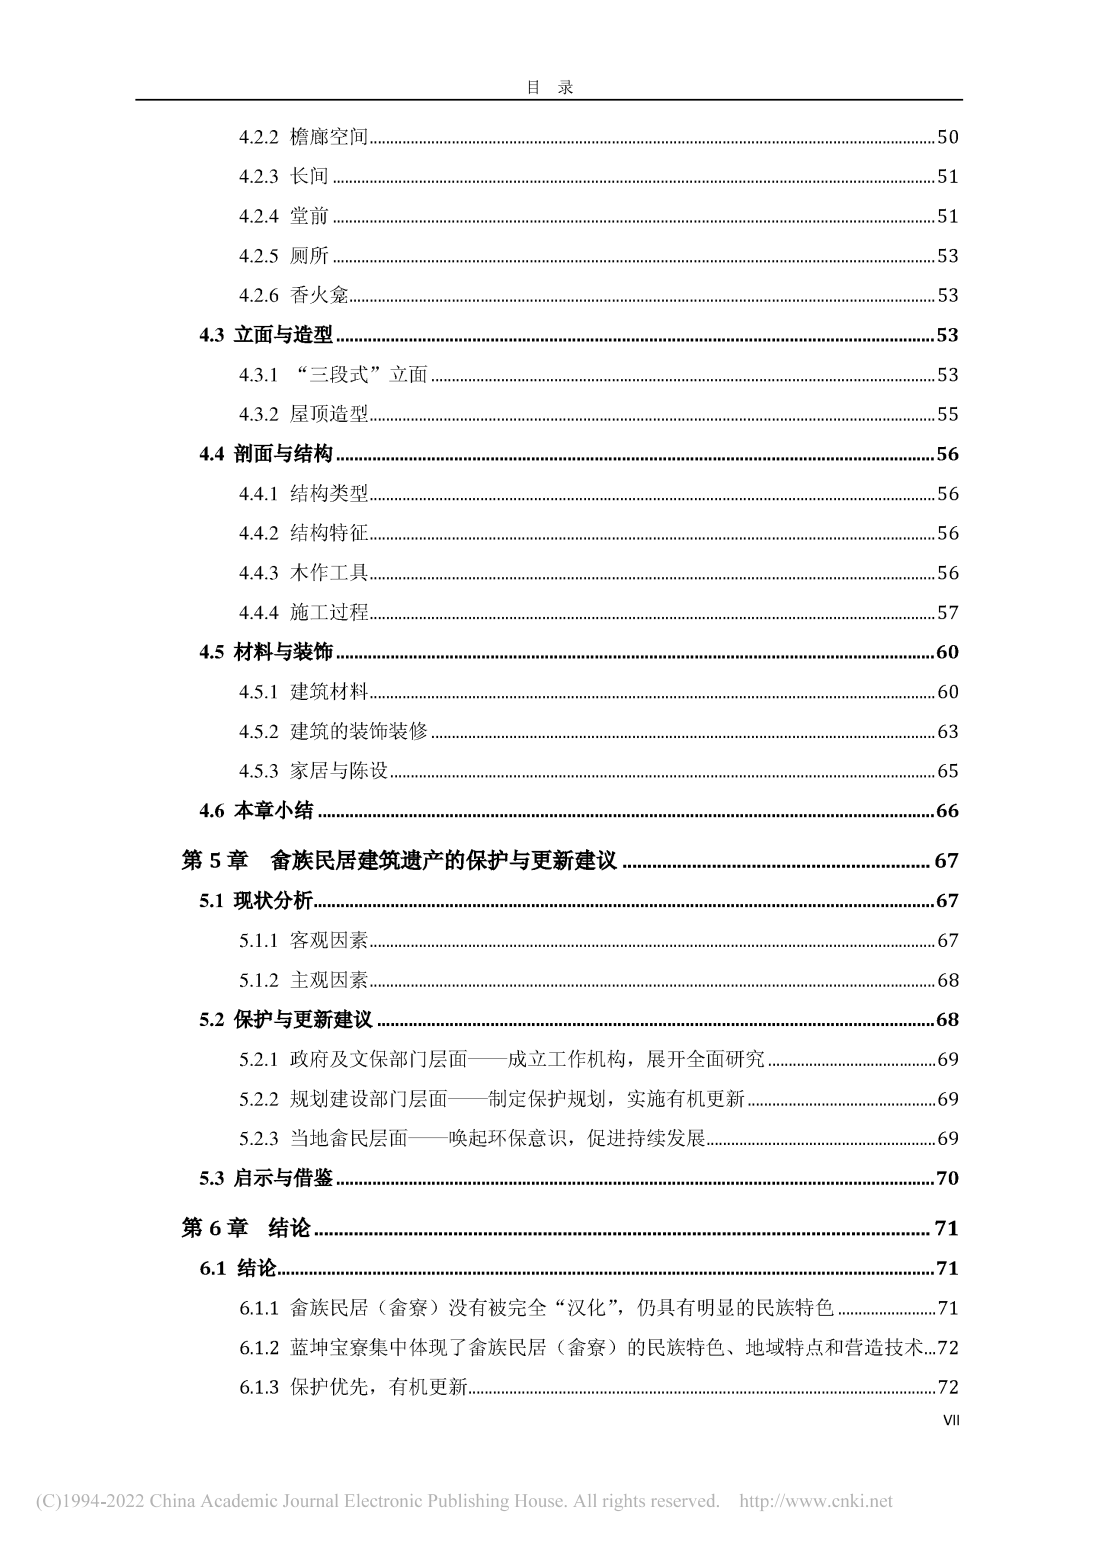 目 录
4.2.2 檐廊空间....................50
4.2.3 长间....................51
4.2.4 堂前....................51
4.2.5 厕所....................53
4.2.6 香火龛....................53
4.3 立面与造型....................53
4.3.1 “三段式”立面....................53
4.3.2 屋顶造型....................55
4.4 剖面与结构....................56
4.4.1 结构类型....................56
4.4.2 结构特征....................56
4.4.3 木作工具....................56
4.4.4 施工过程....................57
4.5 材料与装饰....................60
4.5.1 建筑材料....................60
4.5.2 建筑的装饰装修....................63
4.5.3 家居与陈设....................65
4.6 本章小结....................66
第 5 章 畲族民居建筑遗产的保护与更新建议....................67
5.1 现状分析....................67
5.1.1 客观因素....................67
5.1.2 主观因素....................68
5.2 保护与更新建议....................68
5.2.1 政府及文保部门层面——成立工作机构，展开全面研究....................69
5.2.2 规划建设部门层面——制定保护规划，实施有机更新....................69
5.2.3 当地畲民层面——唤起环保意识，促进持续发展....................69
5.3 启示与借鉴....................70
第 6 章 结论....................71
6.1 结论....................71
6.1.1 畲族民居（畲寮）没有被完全“汉化”，仍具有明显的民族特色....................71
6.1.2 蓝坤宝寮集中体现了畲族民居（畲寮）的民族特色、地域特点和营造技术...72
6.1.3 保护优先，有机更新....................72
VII
(C)1994-2022 China Academic Journal Electronic Publishing House. All rights reserved. http://www.cnki.net